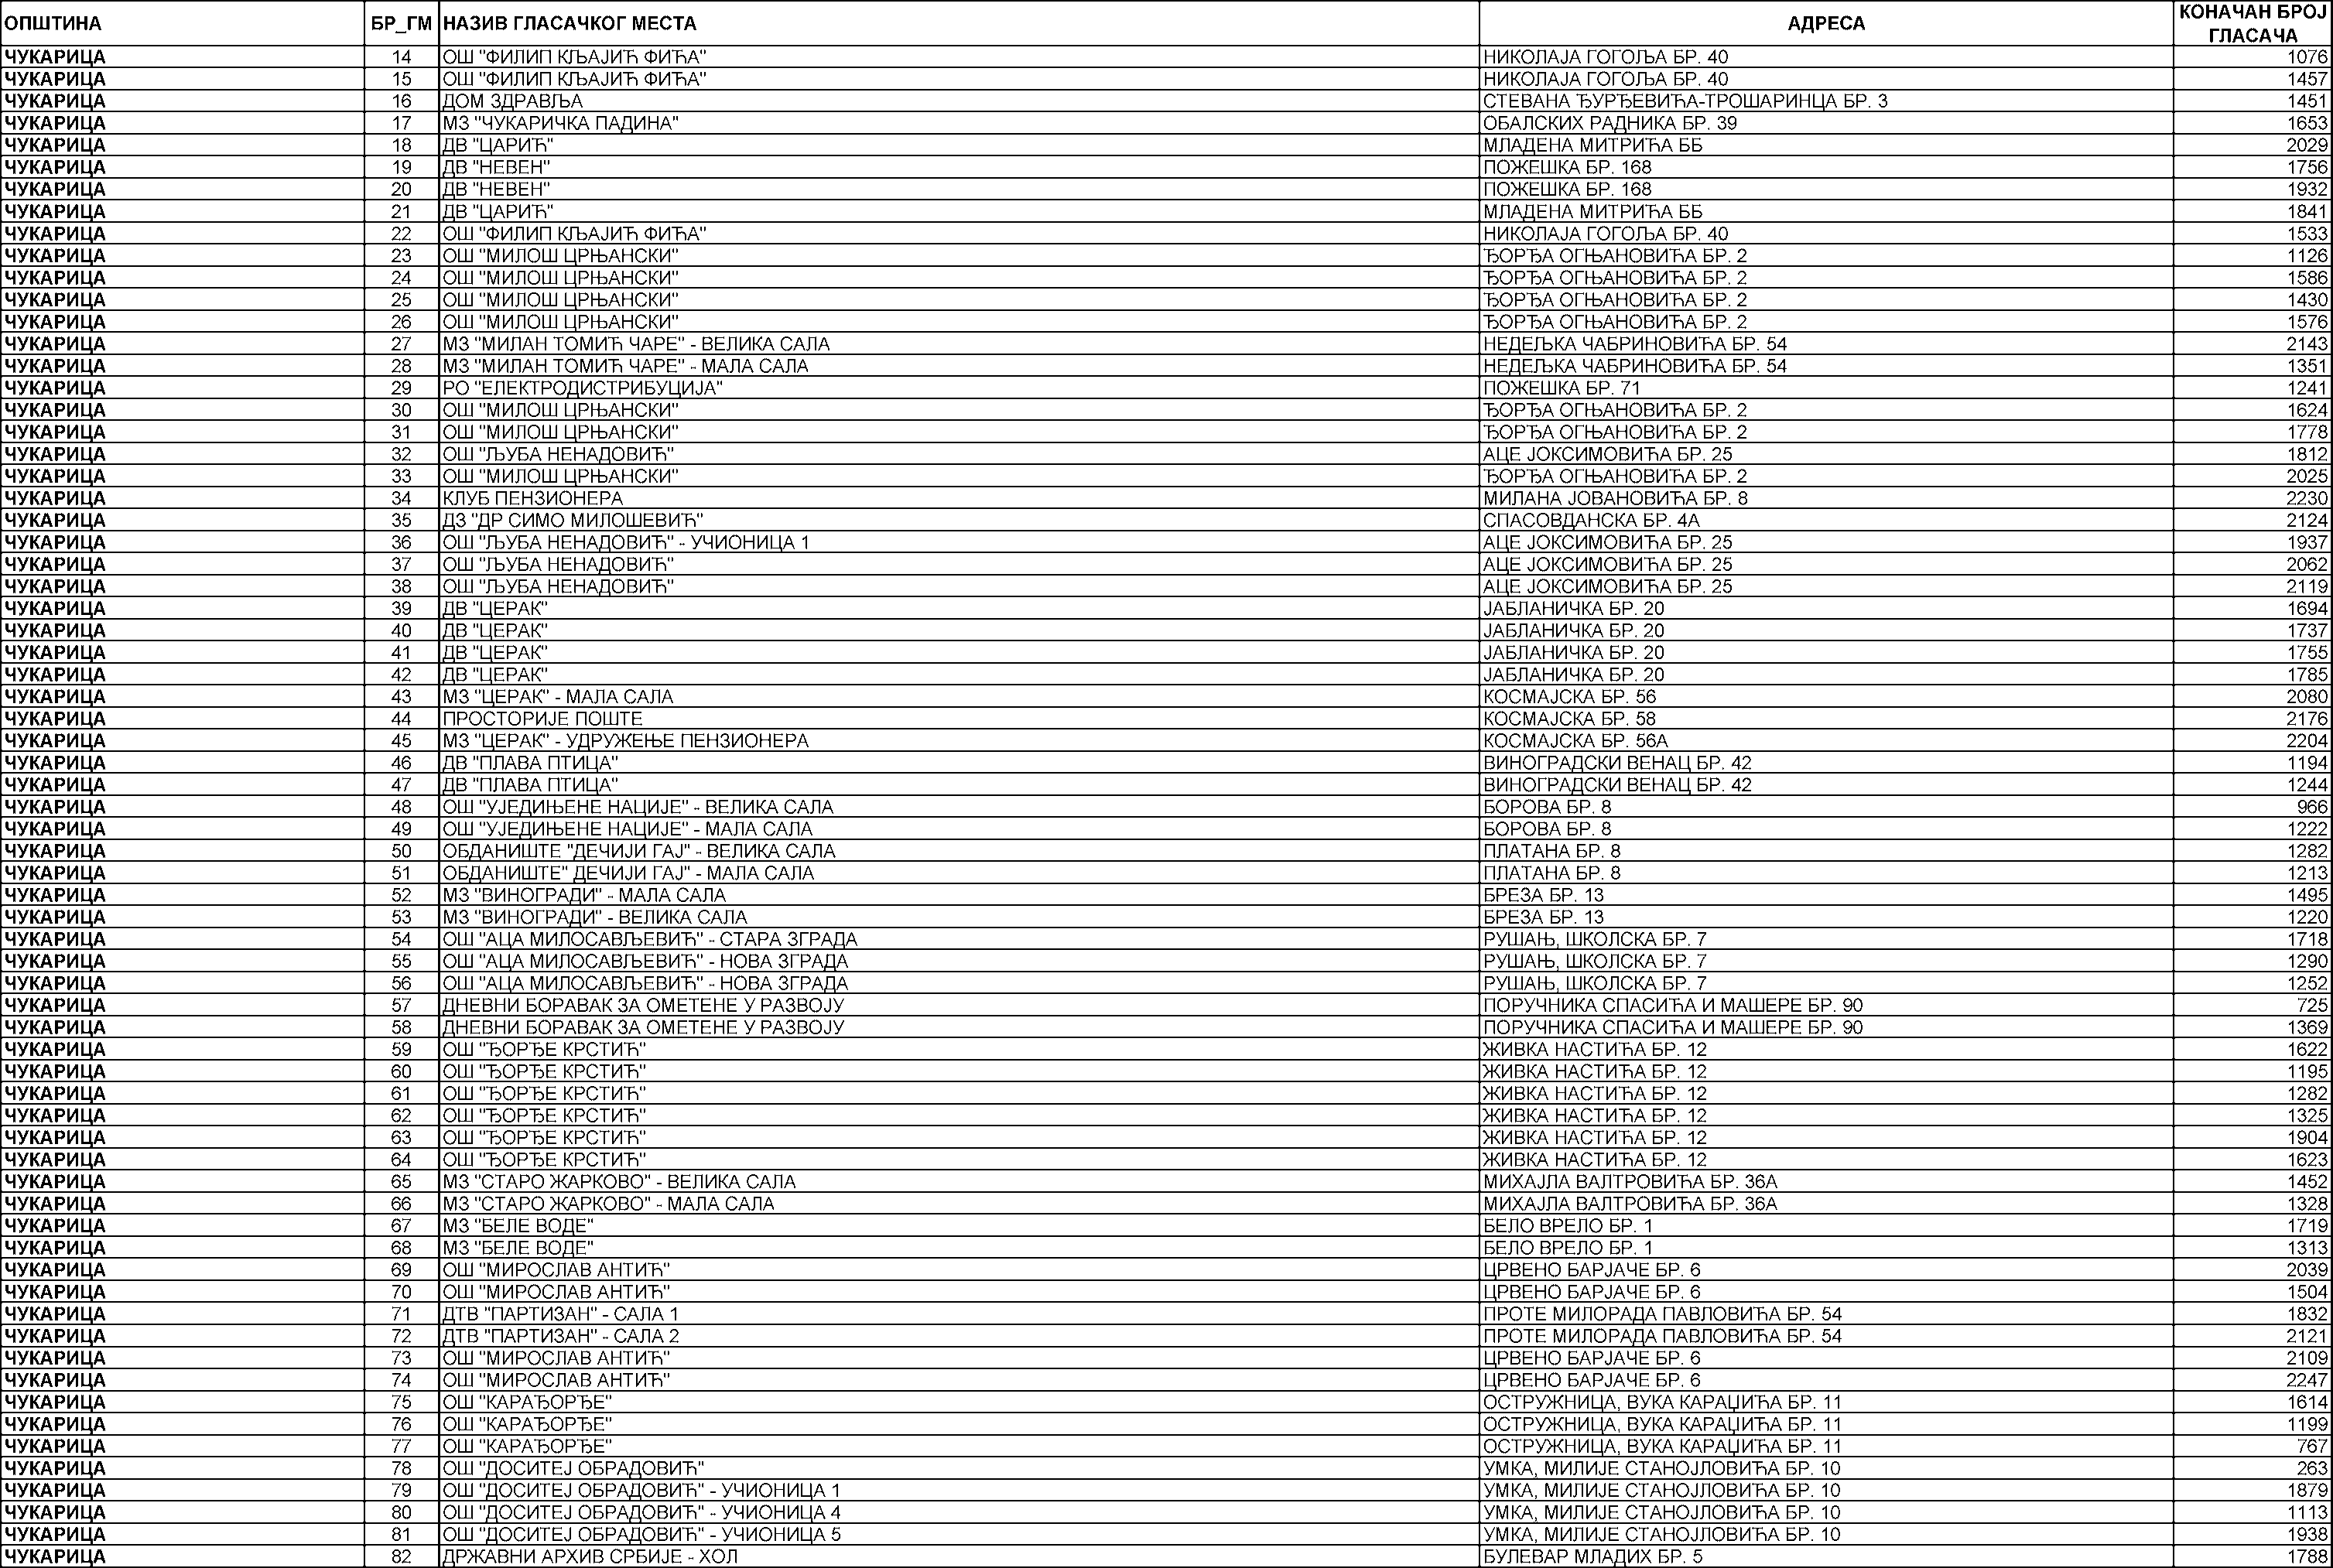 ОПШТИНА БР_ГМ НАЗИВ ГЛАСАЧКОГ МЕСТА АДРЕСА КОНАЧАН БРОЈ ГЛАСАЧА
ЧУКАРИЦА 14 ОШ "ФИЛИП КЉАЈИЋ ФИЋА" НИКОЛАЈА ГОГОЉА БР. 40 1076
ЧУКАРИЦА 15 ОШ "ФИЛИП КЉАЈИЋ ФИЋА" НИКОЛАЈА ГОГОЉА БР. 40 1457
ЧУКАРИЦА 16 ДОМ ЗДРАВЉА СТЕВАНА ЂУРЂЕВИЋА-ТРОШАРИНЦА БР. 3 1451
ЧУКАРИЦА 17 МЗ "ЧУКАРИЧКА ПАДИНА" ОБАЛСКИХ РАДНИКА БР. 39 1653
ЧУКАРИЦА 18 ДВ "ЦАРИЋ" МЛАДЕНА МИТРИЋА ББ 2029
ЧУКАРИЦА 19 ДВ "НЕВЕН" ПОЖЕШКА БР. 168 1756
ЧУКАРИЦА 20 ДВ "НЕВЕН" ПОЖЕШКА БР. 168 1932
ЧУКАРИЦА 21 ДВ "ЦАРИЋ" МЛАДЕНА МИТРИЋА ББ 1841
ЧУКАРИЦА 22 ОШ "ФИЛИП КЉАЈИЋ ФИЋА" НИКОЛАЈА ГОГОЉА БР. 40 1533
ЧУКАРИЦА 23 ОШ "МИЛОШ ЦРЊАНСКИ" ЂОРЂА ОГЊАНОВИЋА БР. 2 1126
ЧУКАРИЦА 24 ОШ "МИЛОШ ЦРЊАНСКИ" ЂОРЂА ОГЊАНОВИЋА БР. 2 1586
ЧУКАРИЦА 25 ОШ "МИЛОШ ЦРЊАНСКИ" ЂОРЂА ОГЊАНОВИЋА БР. 2 1430
ЧУКАРИЦА 26 ОШ "МИЛОШ ЦРЊАНСКИ" ЂОРЂА ОГЊАНОВИЋА БР. 2 1576
ЧУКАРИЦА 27 МЗ "МИЛАН ТОМИЋ ЧАРЕ" - ВЕЛИКА САЛА НЕДЕЉКА ЧАБРИНОВИЋА БР. 54 2143
ЧУКАРИЦА 28 МЗ "МИЛАН ТОМИЋ ЧАРЕ" - МАЛА САЛА НЕДЕЉКА ЧАБРИНОВИЋА БР. 54 1351
ЧУКАРИЦА 29 РО "ЕЛЕКТРОДИСТРИБУЦИЈА" ПОЖЕШКА БР. 71 1241
ЧУКАРИЦА 30 ОШ "МИЛОШ ЦРЊАНСКИ" ЂОРЂА ОГЊАНОВИЋА БР. 2 1624
ЧУКАРИЦА 31 ОШ "МИЛОШ ЦРЊАНСКИ" ЂОРЂА ОГЊАНОВИЋА БР. 2 1778
ЧУКАРИЦА 32 ОШ "ЉУБА НЕНАДОВИЋ" АЦЕ ЈОКСИМОВИЋА БР. 25 1812
ЧУКАРИЦА 33 ОШ "МИЛОШ ЦРЊАНСКИ" ЂОРЂА ОГЊАНОВИЋА БР. 2 2025
ЧУКАРИЦА 34 КЛУБ ПЕНЗИОНЕРА МИЛАНА ЈОВАНОВИЋА БР. 8 2230
ЧУКАРИЦА 35 ДЗ "ДР СИМО МИЛОШЕВИЋ" СПАСОВДАНСКА БР. 4А 2124
ЧУКАРИЦА 36 ОШ "ЉУБА НЕНАДОВИЋ" - УЧИОНИЦА 1 АЦЕ ЈОКСИМОВИЋА БР. 25 1937
ЧУКАРИЦА 37 ОШ "ЉУБА НЕНАДОВИЋ" АЦЕ ЈОКСИМОВИЋА БР. 25 2062
ЧУКАРИЦА 38 ОШ "ЉУБА НЕНАДОВИЋ" АЦЕ ЈОКСИМОВИЋА БР. 25 2119
ЧУКАРИЦА 39 ДВ "ЦЕРАК" ЈАБЛАНИЧКА БР. 20 1694
ЧУКАРИЦА 40 ДВ "ЦЕРАК" ЈАБЛАНИЧКА БР. 20 1737
ЧУКАРИЦА 41 ДВ "ЦЕРАК" ЈАБЛАНИЧКА БР. 20 1755
ЧУКАРИЦА 42 ДВ "ЦЕРАК" ЈАБЛАНИЧКА БР. 20 1785
ЧУКАРИЦА 43 МЗ "ЦЕРАК" - МАЛА САЛА КОСМАЈСКА БР. 56 2080
ЧУКАРИЦА 44 ПРОСТОРИЈЕ ПОШТЕ КОСМАЈСКА БР. 58 2176
ЧУКАРИЦА 45 МЗ "ЦЕРАК" - УДРУЖЕЊЕ ПЕНЗИОНЕРА КОСМАЈСКА БР. 56А 2204
ЧУКАРИЦА 46 ДВ "ПЛАВА ПТИЦА" ВИНОГРАДСКИ ВЕНАЦ БР. 42 1194
ЧУКАРИЦА 47 ДВ "ПЛАВА ПТИЦА" ВИНОГРАДСКИ ВЕНАЦ БР. 42 1244
ЧУКАРИЦА 48 ОШ "УЈЕДИЊЕНЕ НАЦИЈЕ" - ВЕЛИКА САЛА БОРОВА БР. 8 966
ЧУКАРИЦА 49 ОШ "УЈЕДИЊЕНЕ НАЦИЈЕ" - МАЛА САЛА БОРОВА БР. 8 1222
ЧУКАРИЦА 50 ОБДАНИШТЕ "ДЕЧИЈИ ГАЈ" - ВЕЛИКА САЛА ПЛАТАНА БР. 8 1282
ЧУКАРИЦА 51 ОБДАНИШТЕ" ДЕЧИЈИ ГАЈ" - МАЛА САЛА ПЛАТАНА БР. 8 1213
ЧУКАРИЦА 52 МЗ "ВИНОГРАДИ" - МАЛА САЛА БРЕЗА БР. 13 1495
ЧУКАРИЦА 53 МЗ "ВИНОГРАДИ" - ВЕЛИКА САЛА БРЕЗА БР. 13 1220
ЧУКАРИЦА 54 ОШ "АЦА МИЛОСАВЉЕВИЋ" - СТАРА ЗГРАДА РУШАЊ, ШКОЛСКА БР. 7 1718
ЧУКАРИЦА 55 ОШ "АЦА МИЛОСАВЉЕВИЋ" - НОВА ЗГРАДА РУШАЊ, ШКОЛСКА БР. 7 1290
ЧУКАРИЦА 56 ОШ "АЦА МИЛОСАВЉЕВИЋ" - НОВА ЗГРАДА РУШАЊ, ШКОЛСКА БР. 7 1252
ЧУКАРИЦА 57 ДНЕВНИ БОРАВАК ЗА ОМЕТЕНЕ У РАЗВОЈУ ПОРУЧНИКА СПАСИЋА И МАШЕРЕ БР. 90 725
ЧУКАРИЦА 58 ДНЕВНИ БОРАВАК ЗА ОМЕТЕНЕ У РАЗВОЈУ ПОРУЧНИКА СПАСИЋА И МАШЕРЕ БР. 90 1369
ЧУКАРИЦА 59 ОШ "ЂОРЂЕ КРСТИЋ" ЖИВКА НАСТИЋА БР. 12 1622
ЧУКАРИЦА 60 ОШ "ЂОРЂЕ КРСТИЋ" ЖИВКА НАСТИЋА БР. 12 1195
ЧУКАРИЦА 61 ОШ "ЂОРЂЕ КРСТИЋ" ЖИВКА НАСТИЋА БР. 12 1282
ЧУКАРИЦА 62 ОШ "ЂОРЂЕ КРСТИЋ" ЖИВКА НАСТИЋА БР. 12 1325
ЧУКАРИЦА 63 ОШ "ЂОРЂЕ КРСТИЋ" ЖИВКА НАСТИЋА БР. 12 1904
ЧУКАРИЦА 64 ОШ "ЂОРЂЕ КРСТИЋ" ЖИВКА НАСТИЋА БР. 12 1623
ЧУКАРИЦА 65 МЗ "СТАРО ЖАРКОВО" - ВЕЛИКА САЛА МИХАЈЛА ВАЛТРОВИЋА БР. 36А 1452
ЧУКАРИЦА 66 МЗ "СТАРО ЖАРКОВО" - МАЛА САЛА МИХАЈЛА ВАЛТРОВИЋА БР. 36А 1328
ЧУКАРИЦА 67 МЗ "БЕЛЕ ВОДЕ" БЕЛО ВРЕЛО БР. 1 1719
ЧУКАРИЦА 68 МЗ "БЕЛЕ ВОДЕ" БЕЛО ВРЕЛО БР. 1 1313
ЧУКАРИЦА 69 ОШ "МИРОСЛАВ АНТИЋ" ЦРВЕНО БАРЈАЧЕ БР. 6 2039
ЧУКАРИЦА 70 ОШ "МИРОСЛАВ АНТИЋ" ЦРВЕНО БАРЈАЧЕ БР. 6 1504
ЧУКАРИЦА 71 ДТВ "ПАРТИЗАН" - САЛА 1 ПРОТЕ МИЛОРАДА ПАВЛОВИЋА БР. 54 1832
ЧУКАРИЦА 72 ДТВ "ПАРТИЗАН" - САЛА 2 ПРОТЕ МИЛОРАДА ПАВЛОВИЋА БР. 54 2121
ЧУКАРИЦА 73 ОШ "МИРОСЛАВ АНТИЋ" ЦРВЕНО БАРЈАЧЕ БР. 6 2109
ЧУКАРИЦА 74 ОШ "МИРОСЛАВ АНТИЋ" ЦРВЕНО БАРЈАЧЕ БР. 6 2247
ЧУКАРИЦА 75 ОШ "КАРАЂОРЂЕ" ОСТРУЖНИЦА, ВУКА КАРАЏИЋА БР. 11 1614
ЧУКАРИЦА 76 ОШ "КАРАЂОРЂЕ" ОСТРУЖНИЦА, ВУКА КАРАЏИЋА БР. 11 1199
ЧУКАРИЦА 77 ОШ "КАРАЂОРЂЕ" ОСТРУЖНИЦА, ВУКА КАРАЏИЋА БР. 11 767
ЧУКАРИЦА 78 ОШ "ДОСИТЕЈ ОБРАДОВИЋ" УМКА, МИЛИЈЕ СТАНОЈЛОВИЋА БР. 10 263
ЧУКАРИЦА 79 ОШ "ДОСИТЕЈ ОБРАДОВИЋ" - УЧИОНИЦА 1 УМКА, МИЛИЈЕ СТАНОЈЛОВИЋА БР. 10 1879
ЧУКАРИЦА 80 ОШ "ДОСИТЕЈ ОБРАДОВИЋ" - УЧИОНИЦА 4 УМКА, МИЛИЈЕ СТАНОЈЛОВИЋА БР. 10 1113
ЧУКАРИЦА 81 ОШ "ДОСИТЕЈ ОБРАДОВИЋ" - УЧИОНИЦА 5 УМКА, МИЛИЈЕ СТАНОЈЛОВИЋА БР. 10 1938
ЧУКАРИЦА 82 ДРЖАВНИ АРХИВ СРБИЈЕ - ХОЛ БУЛЕВАР МЛАДИХ БР. 5 1788